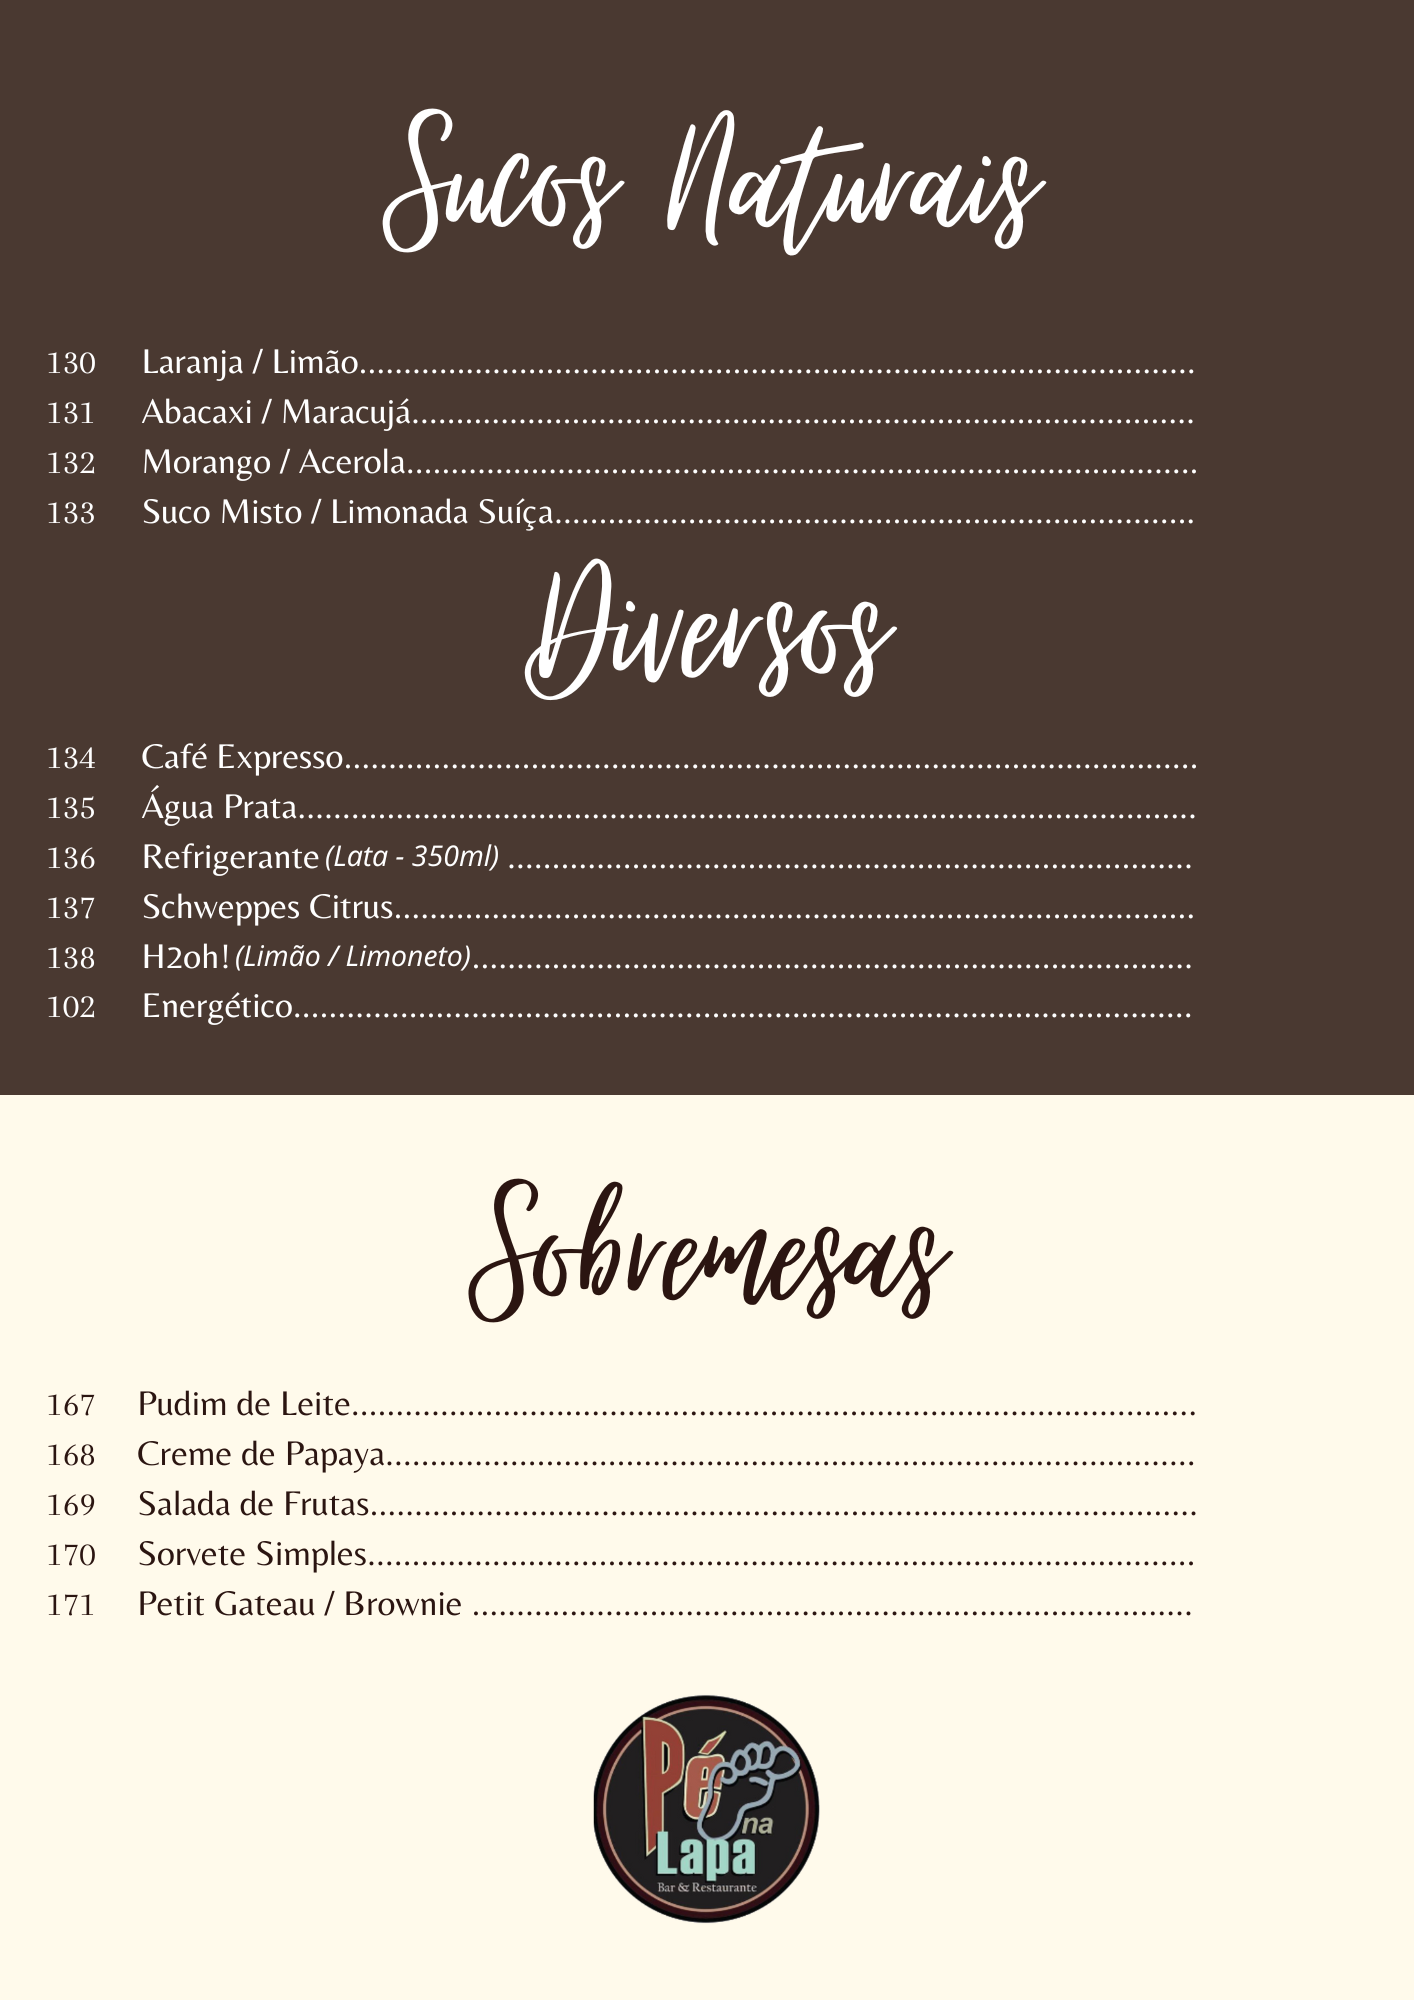 Sucos Naturais
130 Laranja / Limão........................................................................................
131 Abacaxi / Maracujá........................................................................................
132 Morango / Acerola........................................................................................
133 Suco Misto / Limonada Suíça........................................................................
Diversos
134 Café Expresso........................................................................................
135 Água Prata........................................................................................
136 Refrigerante (Lata - 350ml) ........................................................................
137 Schweppes Citrus........................................................................................
138 H2oh! (Limão / Limoneto)........................................................................
102 Energético........................................................................................
Sobremesas
167 Pudim de Leite........................................................................................
168 Creme de Papaya........................................................................................
169 Salada de Frutas........................................................................................
170 Sorvete Simples........................................................................................
171 Petit Gateau / Brownie ........................................................................
Pé
na
Lapa
Bar & Restaurante